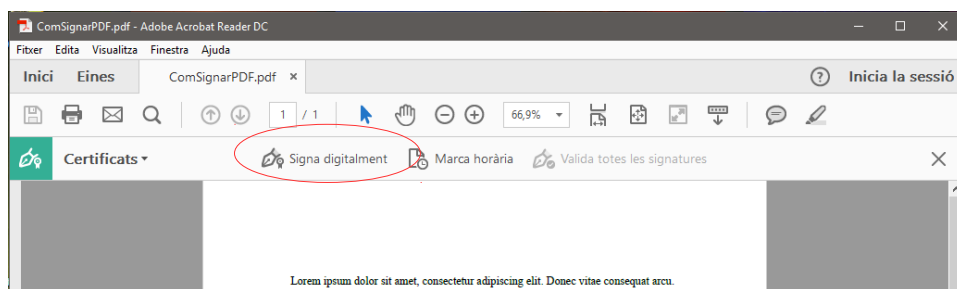 ComSignarPDF.pdf - Adobe Acrobat Reader DC
Fitxer Edita Visualitza Finestra Ajuda
Inici Eines ComSignarPDF.pdf × ? Inicia la sessió
1 / 1 66,9%
Certificats Signa digitalment Marca horària Valida totes les signatures
Lorem ipsum dolor sit amet, consectetur adipiscing elit. Donec vitae consequat arcu.